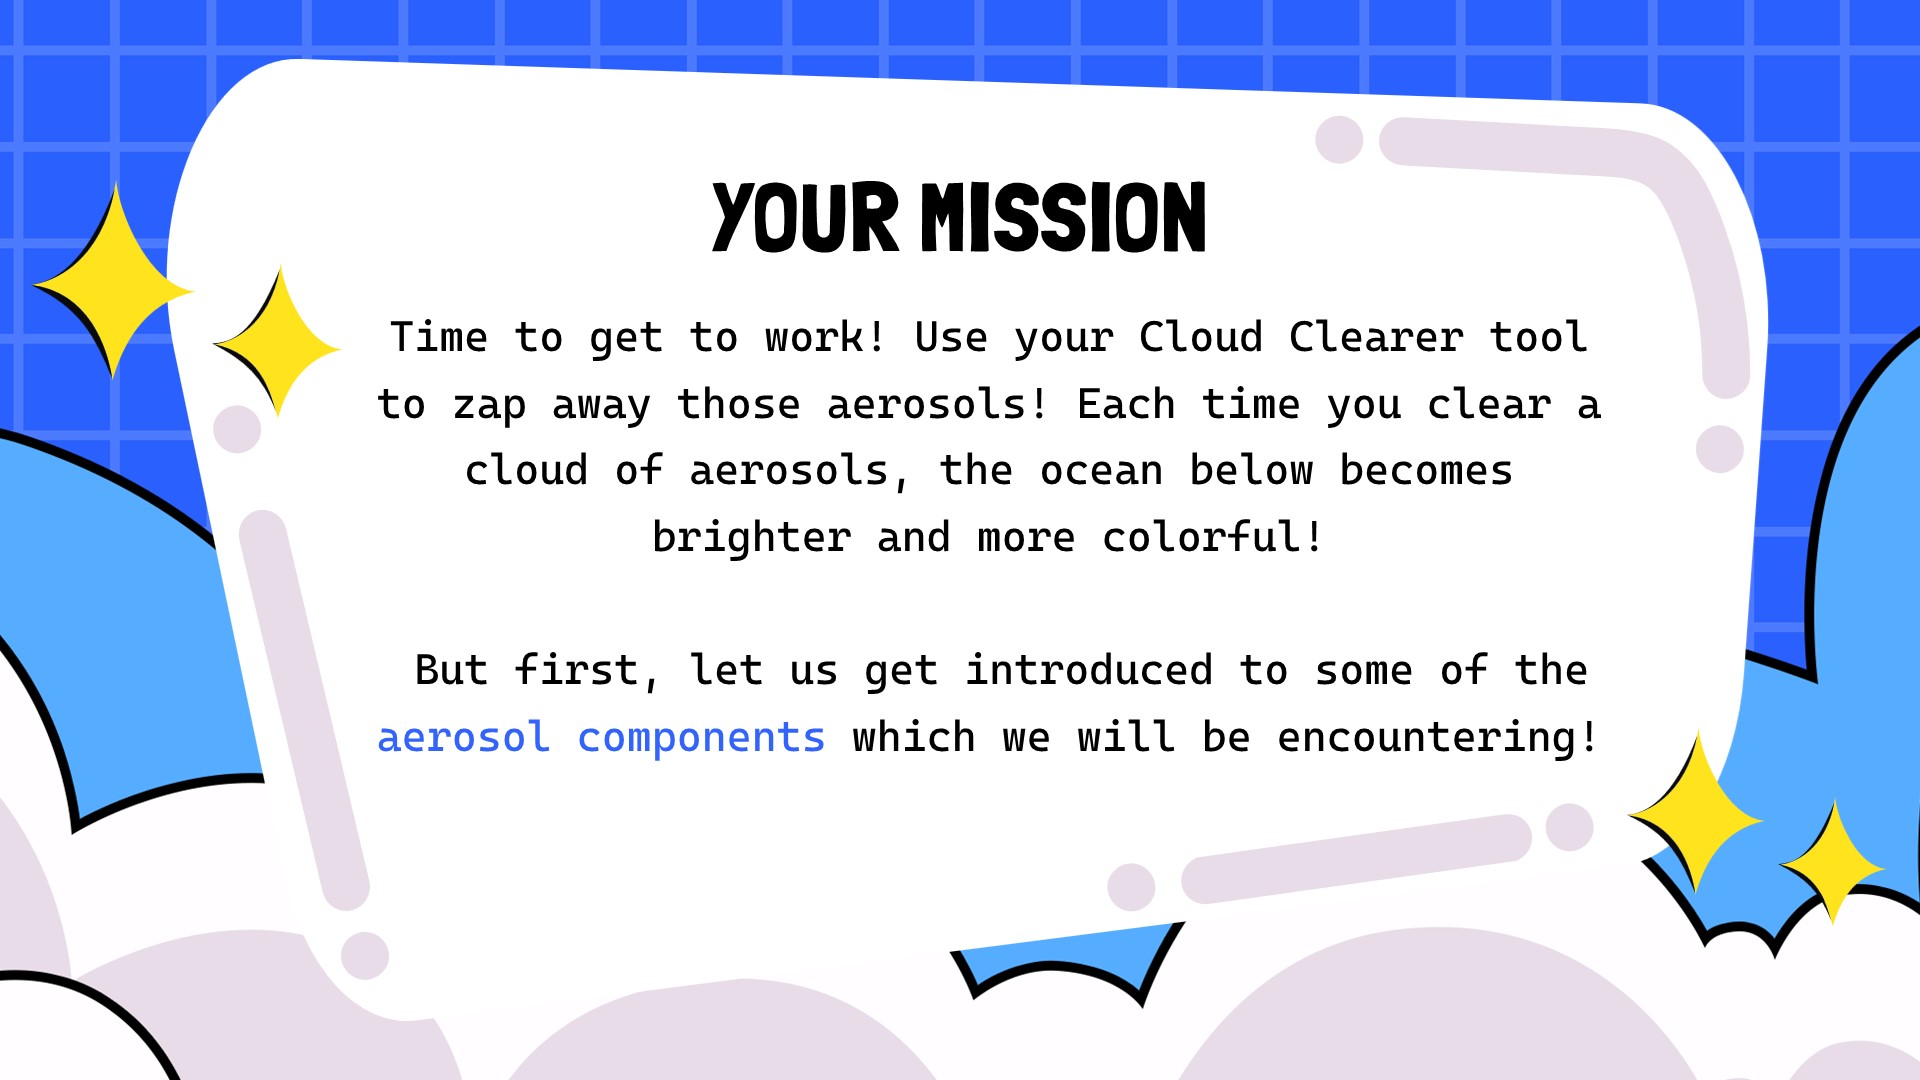 YOUR MISSION
Time to get to work! Use your Cloud Clearer tool
to zap away those aerosols! Each time you clear a
cloud of aerosols, the ocean below becomes
brighter and more colorful!
But first, let us get introduced to some of the
aerosol components which we will be encountering!